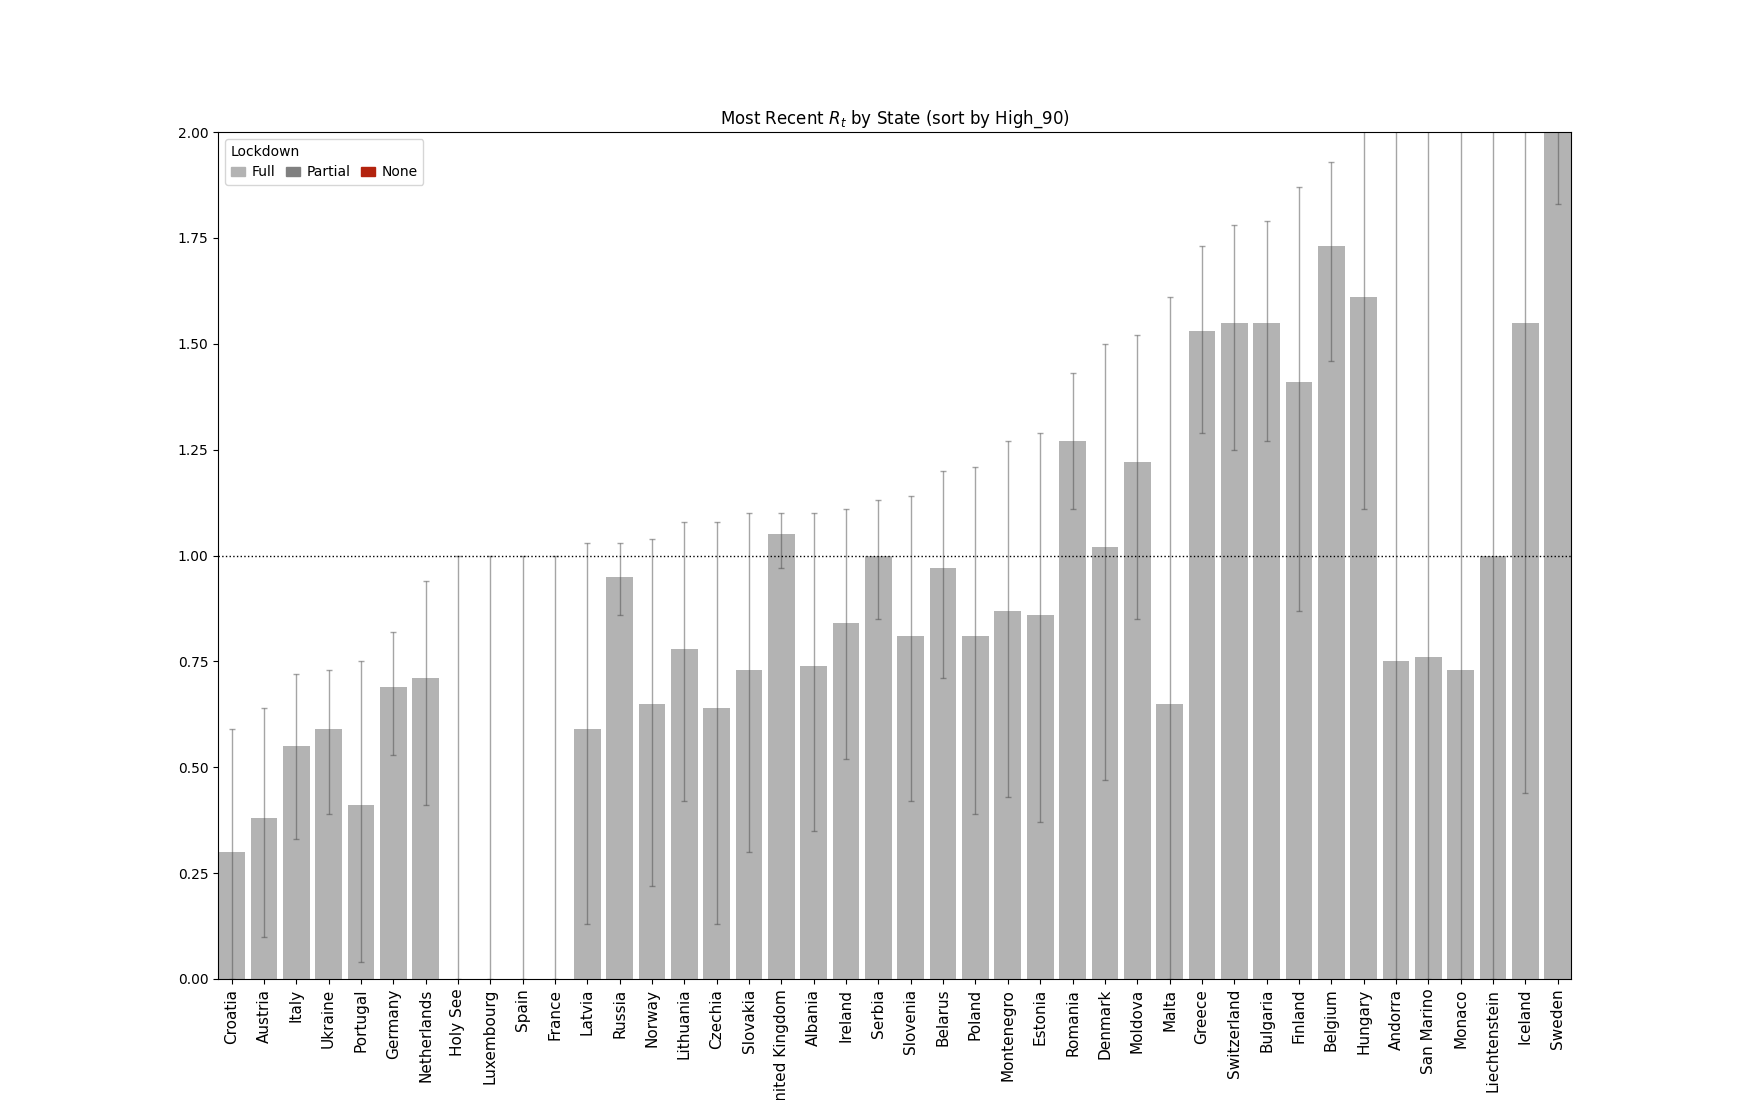 Most Recent R_t by State (sort by High_90)
Lockdown
Full Partial None
2.00
1.75
1.50
1.25
1.00
0.75
0.50
0.25
0.00
Croatia
Austria
Italy
Ukraine
Portugal
Germany
Netherlands
Holy See
Luxembourg
Spain
France
Latvia
Russia
Norway
Lithuania
Czechia
Slovakia
nited Kingdom
Albania
Ireland
Serbia
Slovenia
Belarus
Poland
Montenegro
Estonia
Romania
Denmark
Moldova
Malta
Greece
Switzerland
Bulgaria
Finland
Belgium
Hungary
Andorra
San Marino
Monaco
Liechtenstein
Iceland
Sweden